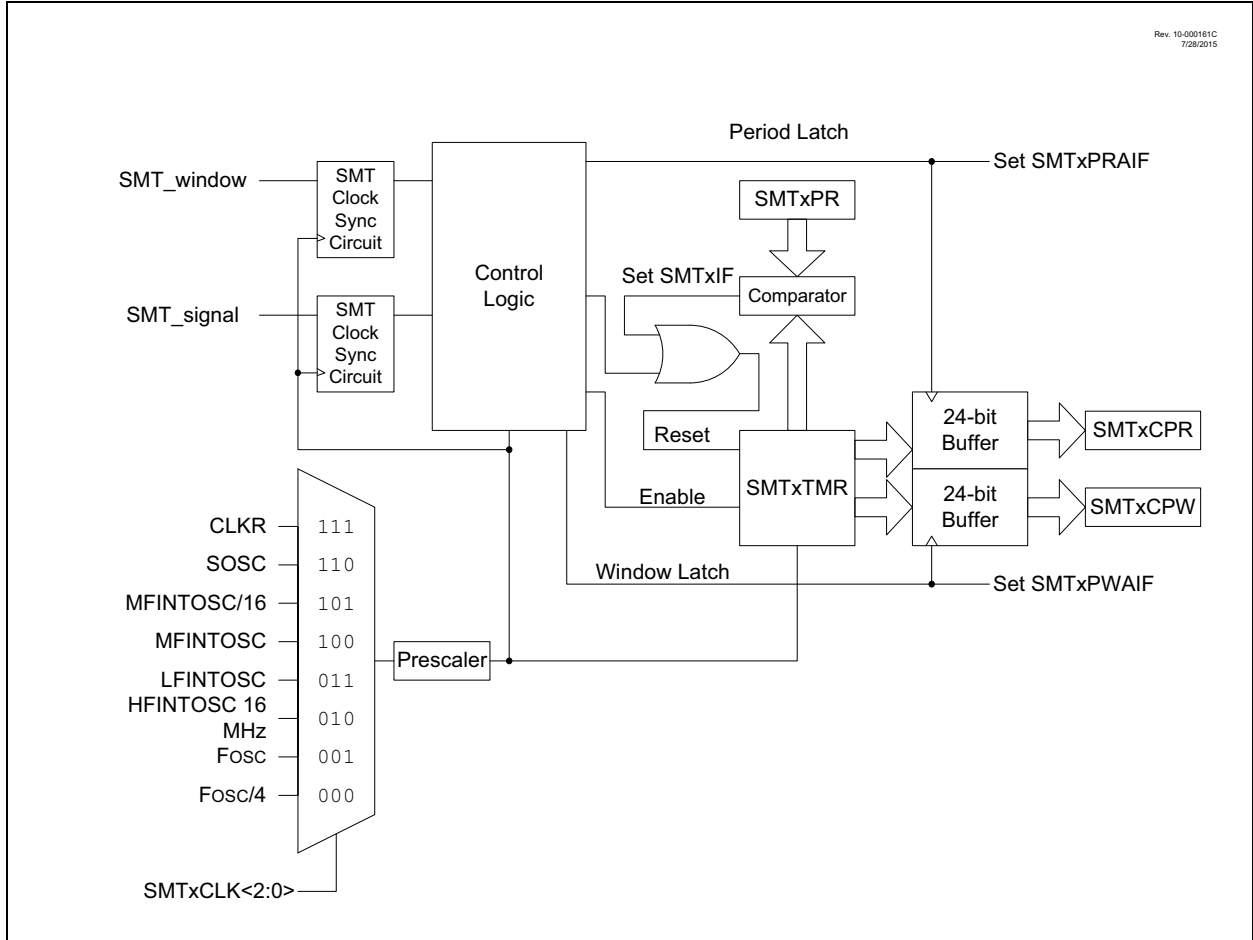 Rev. 10-000161C
7/28/2015
Period Latch
Set SMTxPRAIF
SMT_window
SMT
Clock
Sync
Circuit
SMTxPR
Control
Logic
Set SMTxIF
Comparator
SMT_signal
SMT
Clock
Sync
Circuit
Reset
SMTxTMR
24-bit
Buffer
SMTxCPR
Enable
24-bit
Buffer
SMTxCPW
Window Latch
Set SMTxPWAIF
CLKR
111
SOSC
110
MFINTOSC/16
101
MFINTOSC
100
Prescaler
LFINTOSC
011
HFINTOSC 16
MHz
010
FOSC
001
FOSC/4
000
SMTxCLK<2:0>